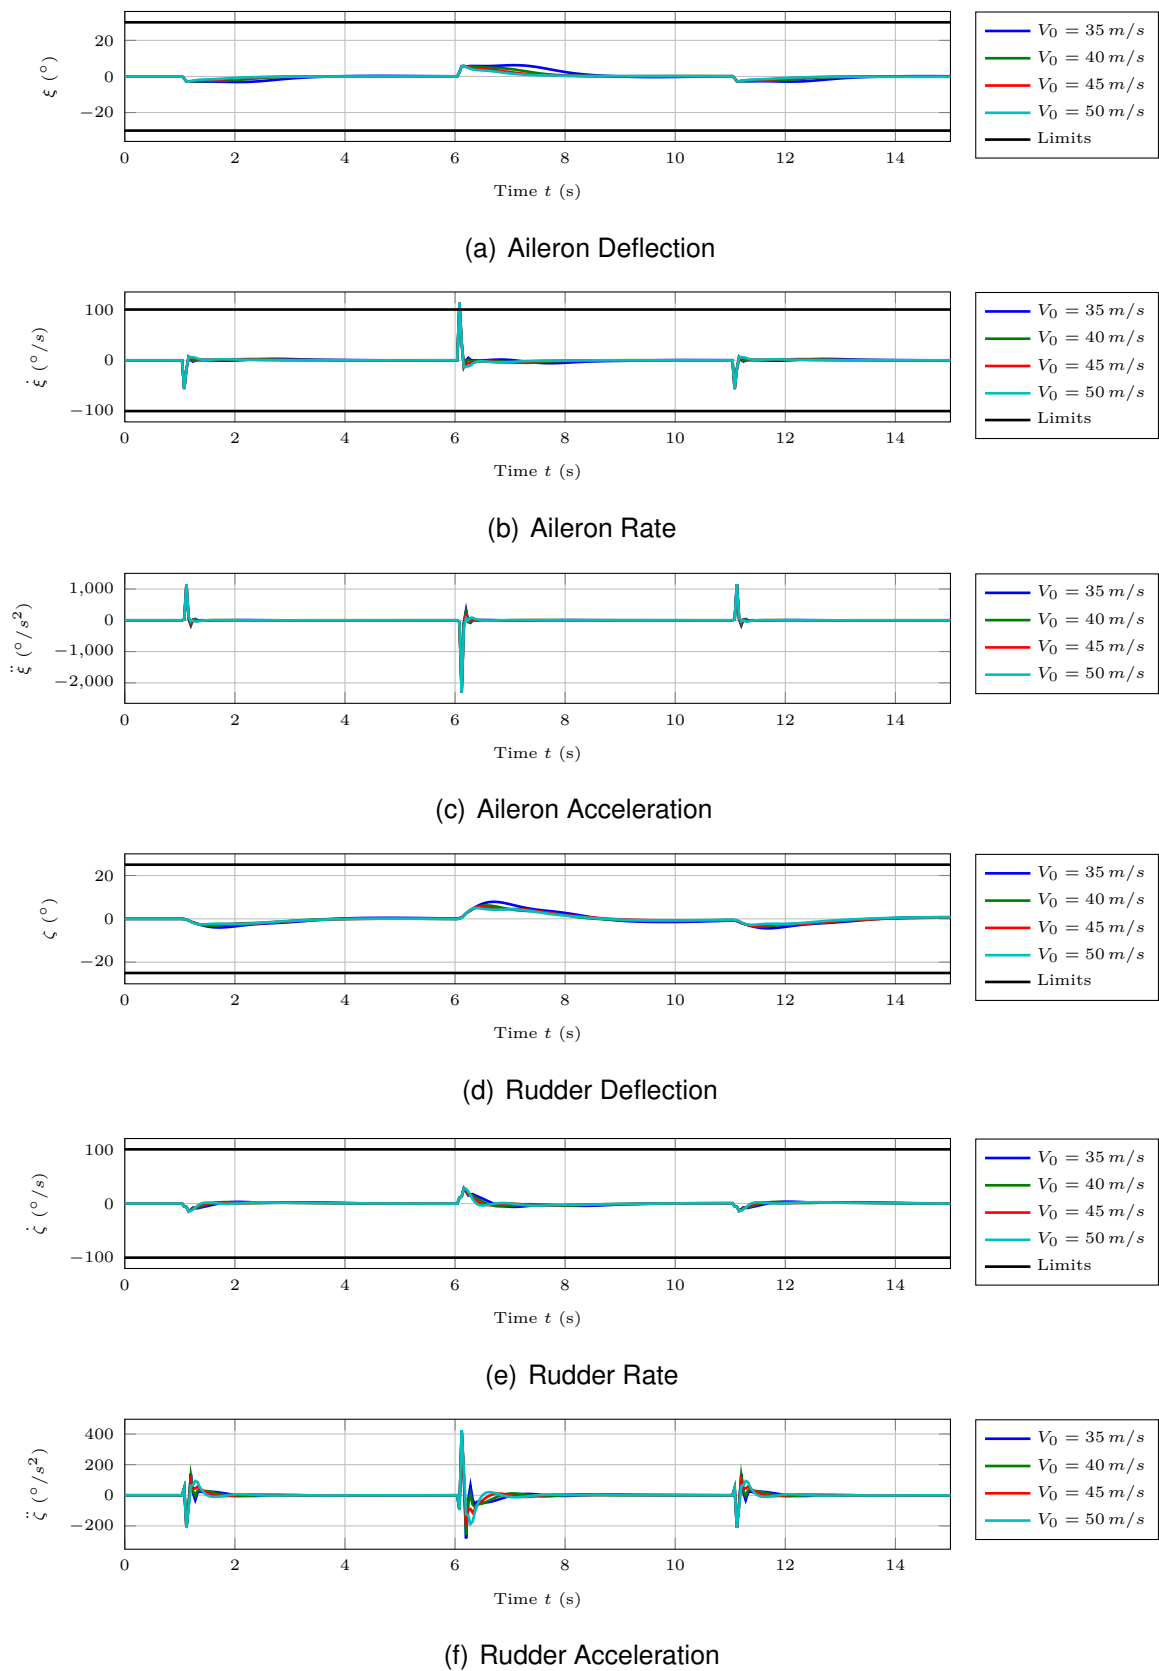 20
0
−20
ξ (°)
0 2 4 6 8 10 12 14
Time t (s)
V₀ = 35 m/s
V₀ = 40 m/s
V₀ = 45 m/s
V₀ = 50 m/s
Limits
(a) Aileron Deflection
100
0
−100
ξ̇ (°/s)
0 2 4 6 8 10 12 14
Time t (s)
V₀ = 35 m/s
V₀ = 40 m/s
V₀ = 45 m/s
V₀ = 50 m/s
Limits
(b) Aileron Rate
1,000
0
−1,000
−2,000
ξ̈ (°/s²)
0 2 4 6 8 10 12 14
Time t (s)
V₀ = 35 m/s
V₀ = 40 m/s
V₀ = 45 m/s
V₀ = 50 m/s
(c) Aileron Acceleration
20
0
−20
ζ (°)
0 2 4 6 8 10 12 14
Time t (s)
V₀ = 35 m/s
V₀ = 40 m/s
V₀ = 45 m/s
V₀ = 50 m/s
Limits
(d) Rudder Deflection
100
0
−100
ζ̇ (°/s)
0 2 4 6 8 10 12 14
Time t (s)
V₀ = 35 m/s
V₀ = 40 m/s
V₀ = 45 m/s
V₀ = 50 m/s
Limits
(e) Rudder Rate
400
200
0
−200
ζ̈ (°/s²)
0 2 4 6 8 10 12 14
Time t (s)
V₀ = 35 m/s
V₀ = 40 m/s
V₀ = 45 m/s
V₀ = 50 m/s
(f) Rudder Acceleration